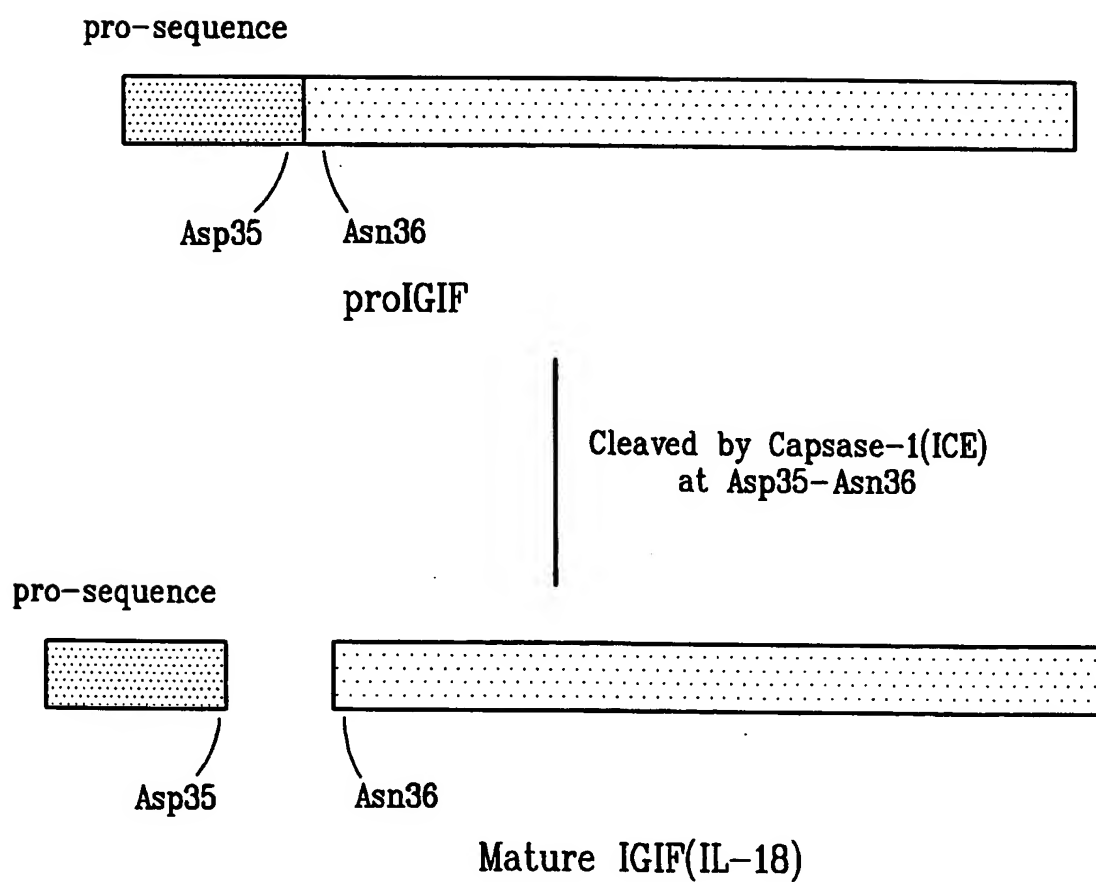 pro-sequence
Asp35
Asn36
proIGIF
Cleaved by Capsase-1(ICE)
at Asp35-Asn36
pro-sequence
Asp35
Asn36
Mature IGIF(IL-18)